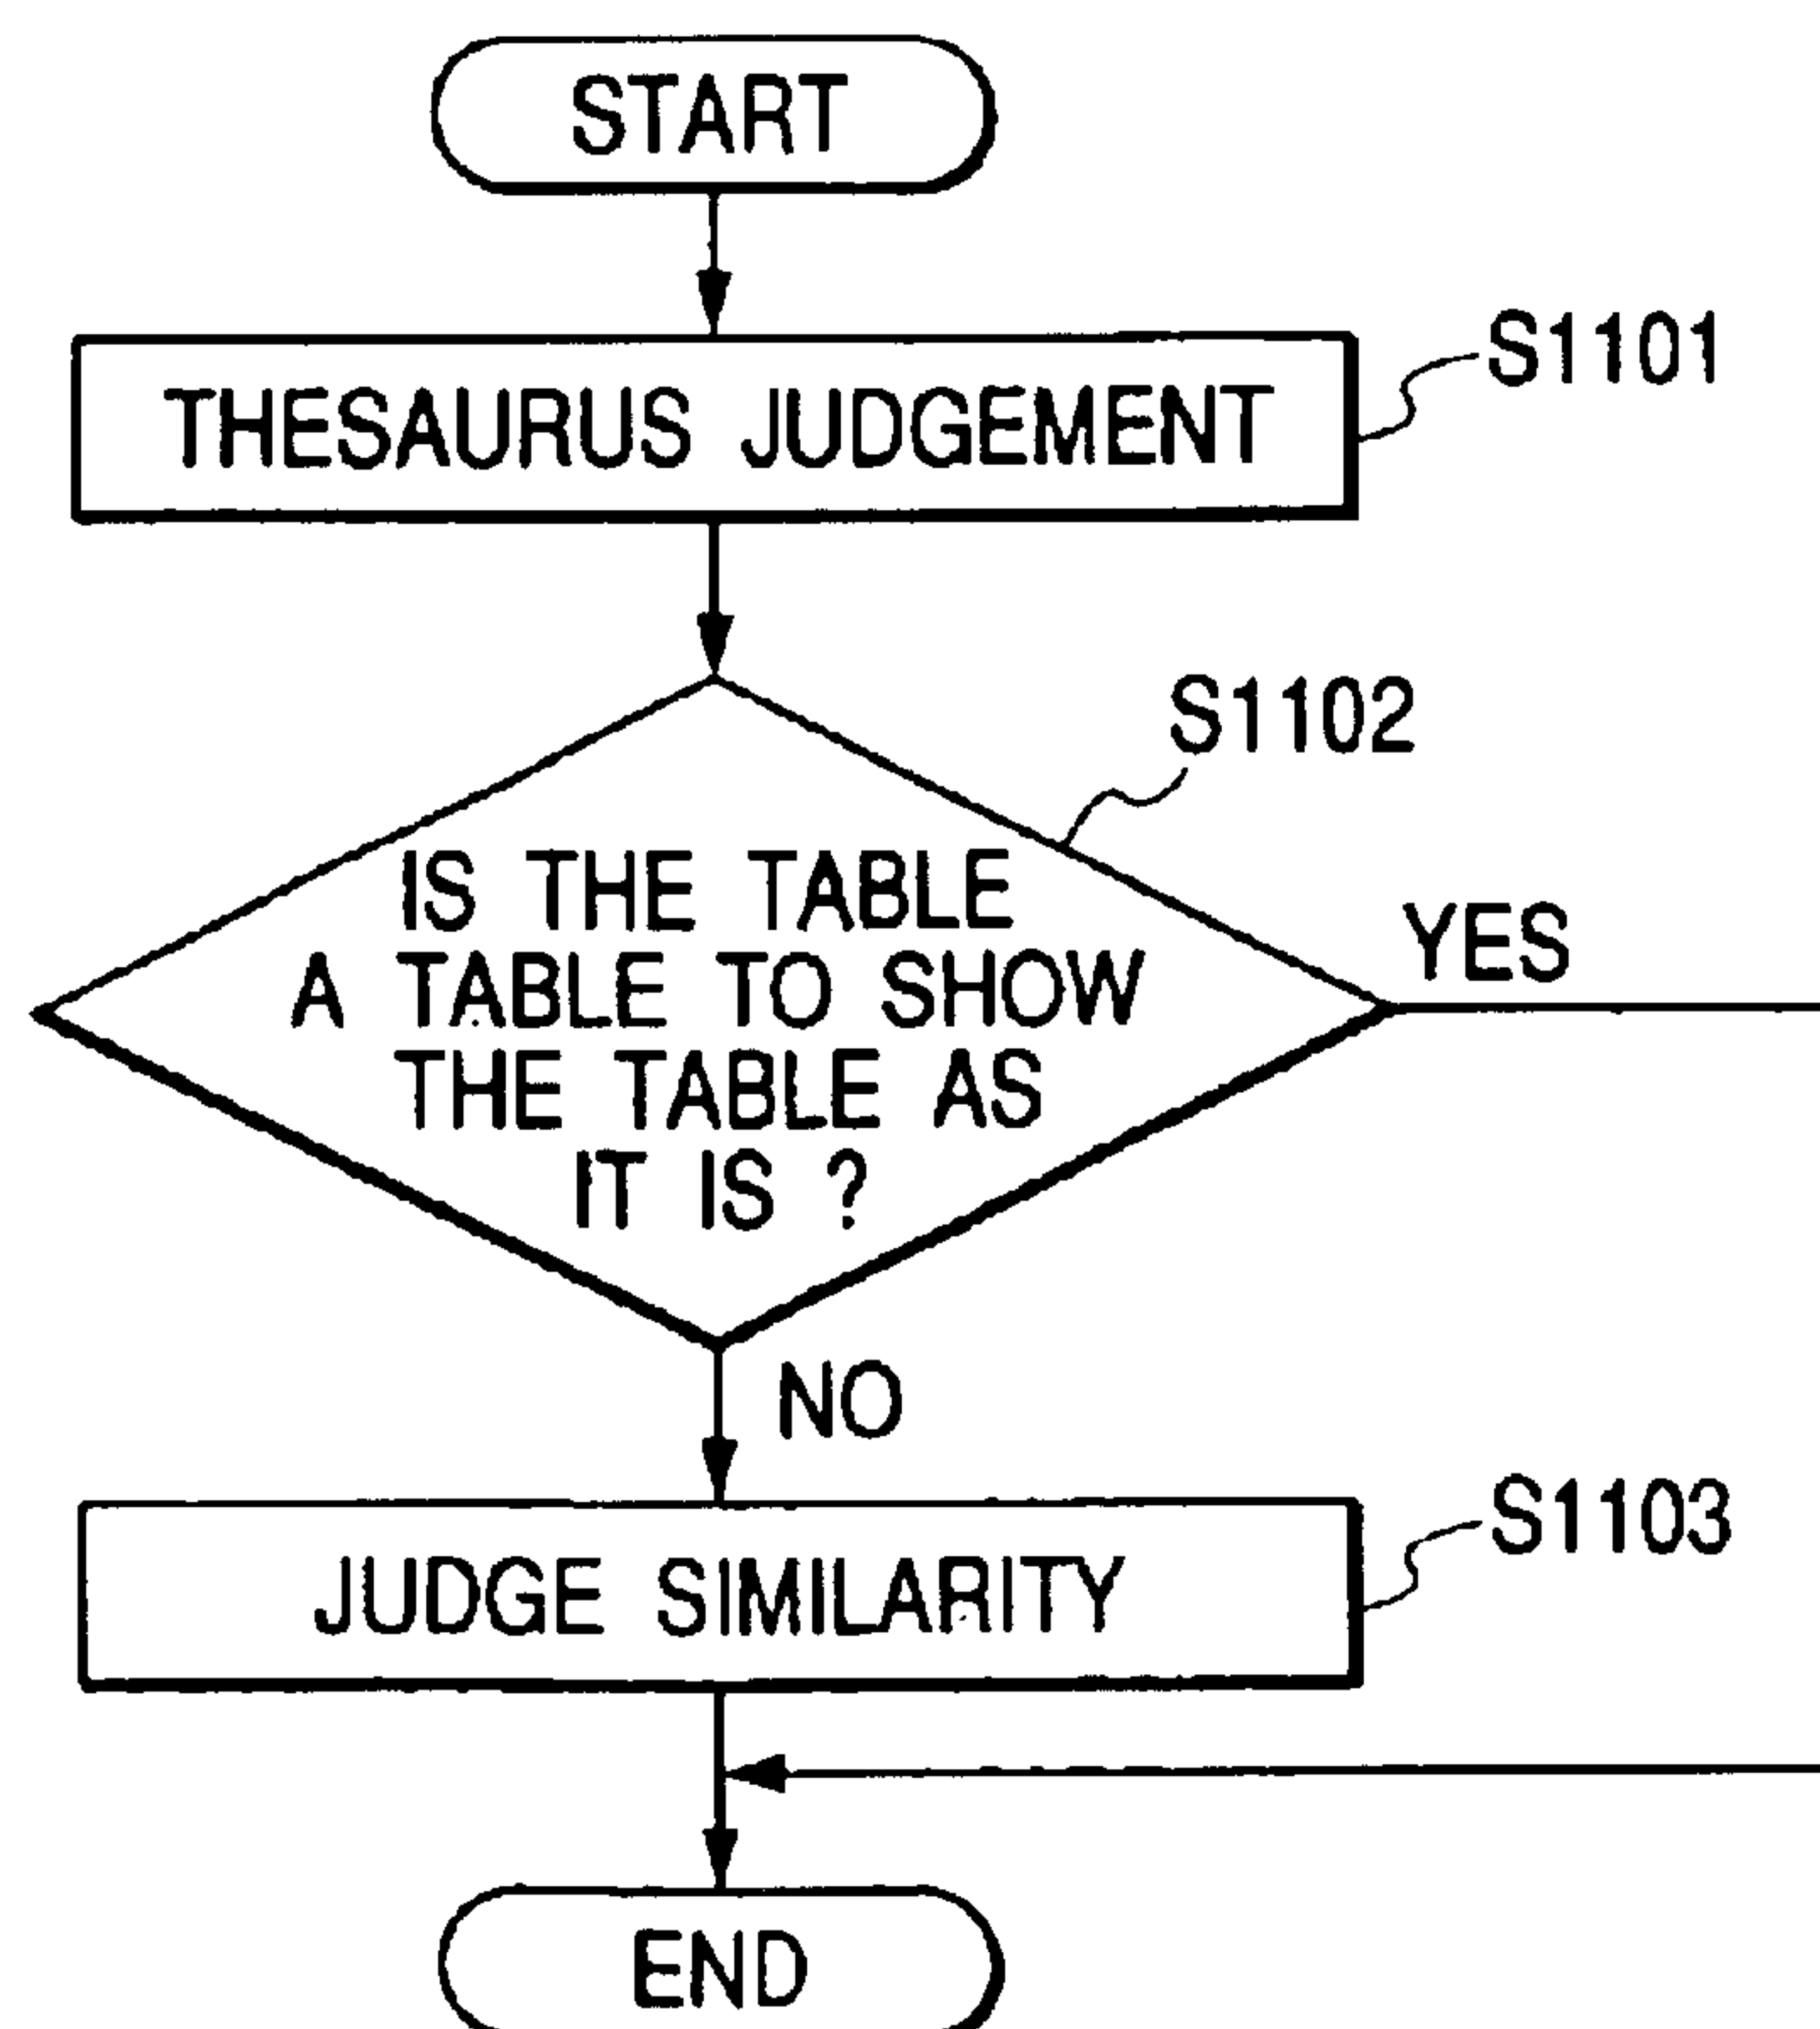 START
THESAURUS JUDGEMENT
S1101
S1102
IS THE TABLE
A TABLE TO SHOW
THE TABLE AS
IT IS ?
YES
NO
JUDGE SIMILARITY
S1103
END